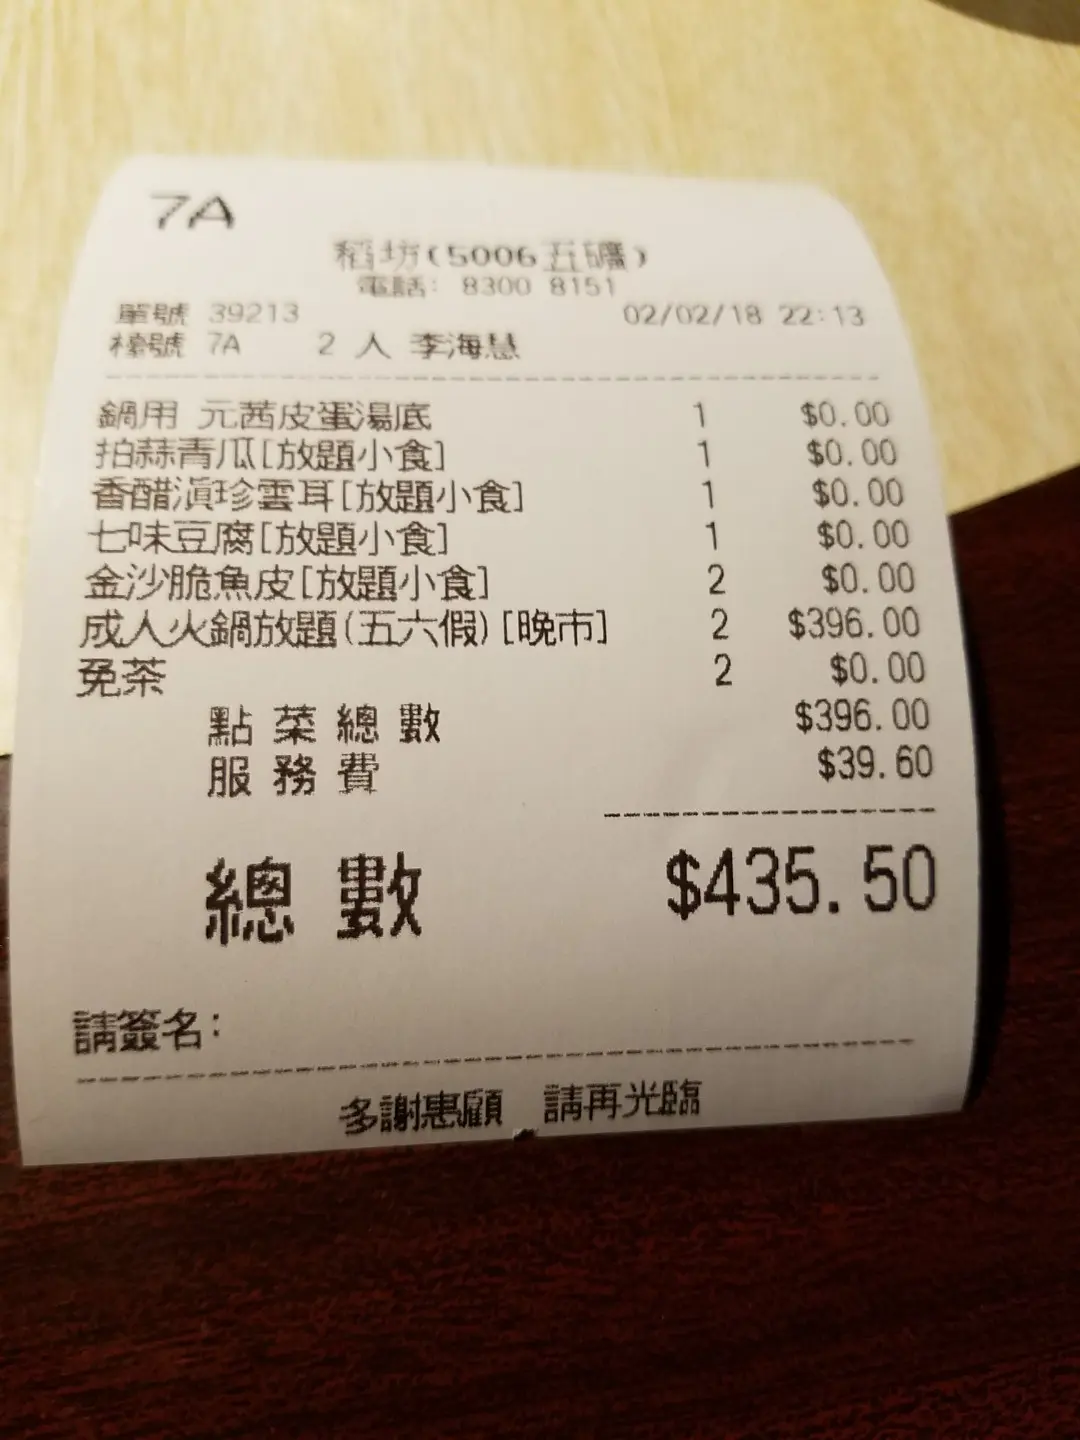 7A
稻坊(5006五礦)
電話: 8300 8151
單號 39213 02/02/18 22:13
檯號 7A 2 人 李海慧
鍋用 元茜皮蛋湯底 1 $0.00
拍蒜青瓜[放題小食] 1 $0.00
香醋滇珍雲耳[放題小食] 1 $0.00
七味豆腐[放題小食] 1 $0.00
金沙脆魚皮[放題小食] 2 $0.00
成人火鍋放題(五六假)[晚市] 2 $396.00
免茶 2 $0.00
點菜總數 $396.00
服務費 $39.60
總數 $435.50
請簽名:
多謝惠顧 請再光臨